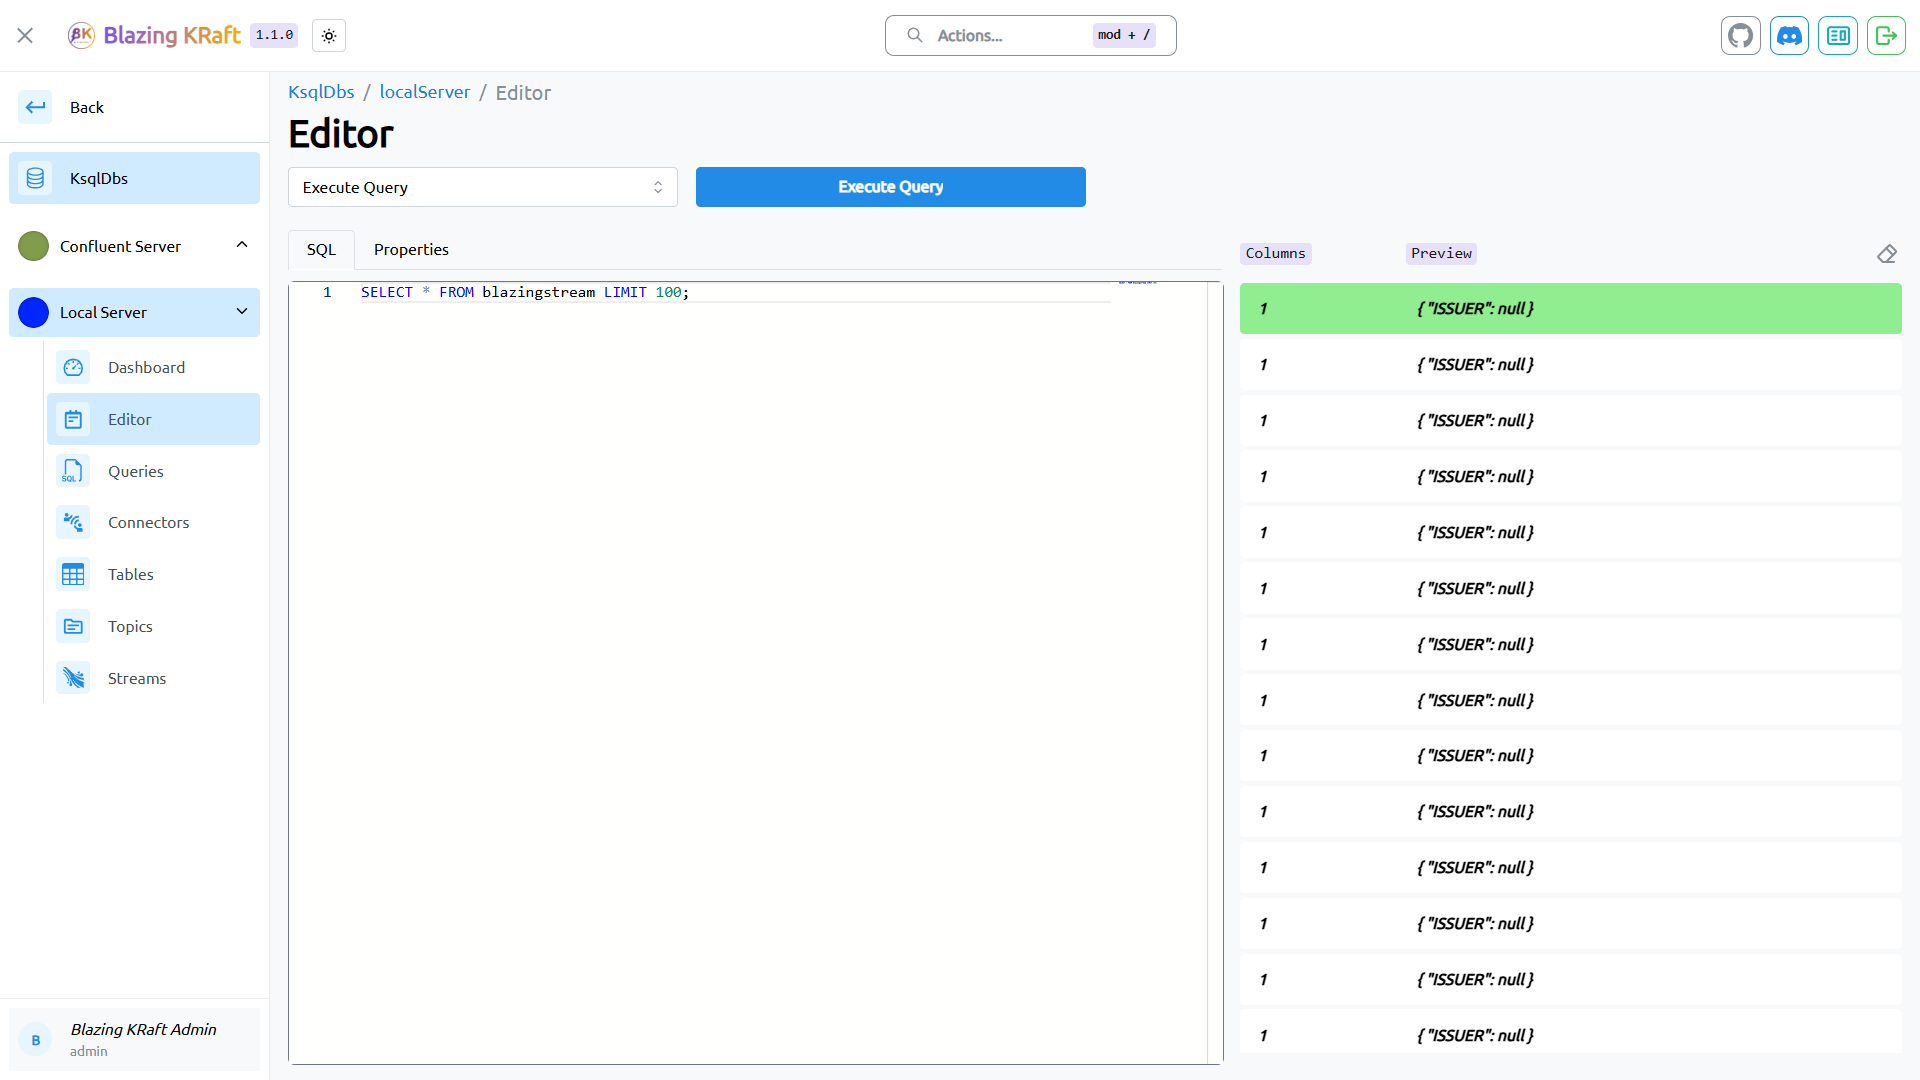 BK Blazing KRaft 1.1.0
Actions... mod + /
Back
KsqlDbs
Confluent Server
Local Server
Dashboard
Editor
Queries
Connectors
Tables
Topics
Streams
B Blazing KRaft Admin
admin
KsqlDbs / localServer / Editor
Editor
Execute Query Execute Query
SQL Properties
1 SELECT * FROM blazingstream LIMIT 100;
Columns Preview
1 { "ISSUER": null }
1 { "ISSUER": null }
1 { "ISSUER": null }
1 { "ISSUER": null }
1 { "ISSUER": null }
1 { "ISSUER": null }
1 { "ISSUER": null }
1 { "ISSUER": null }
1 { "ISSUER": null }
1 { "ISSUER": null }
1 { "ISSUER": null }
1 { "ISSUER": null }
1 { "ISSUER": null }
1 { "ISSUER": null }